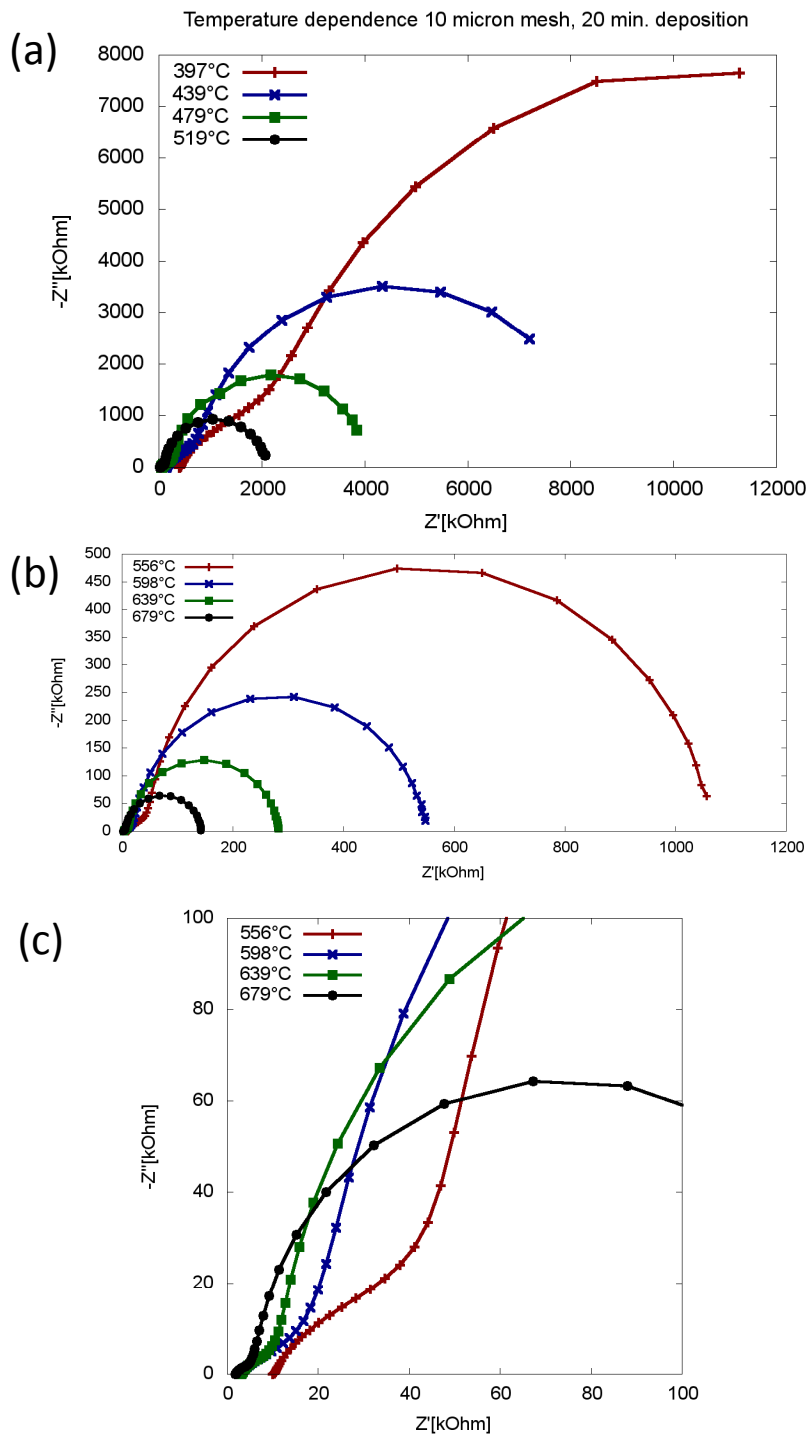 Temperature dependence 10 micron mesh, 20 min. deposition
(a)
8000
7000
6000
5000
4000
3000
2000
1000
0
-Z"[kOhm]
397°C
439°C
479°C
519°C
0 2000 4000 6000 8000 10000 12000
Z'[kOhm]
(b)
500
450
400
350
300
250
200
150
100
50
0
-Z"[kOhm]
556°C
598°C
639°C
679°C
0 200 400 600 800 1000 1200
Z'[kOhm]
(c)
100
80
60
40
20
0
-Z"[kOhm]
556°C
598°C
639°C
679°C
0 20 40 60 80 100
Z'[kOhm]